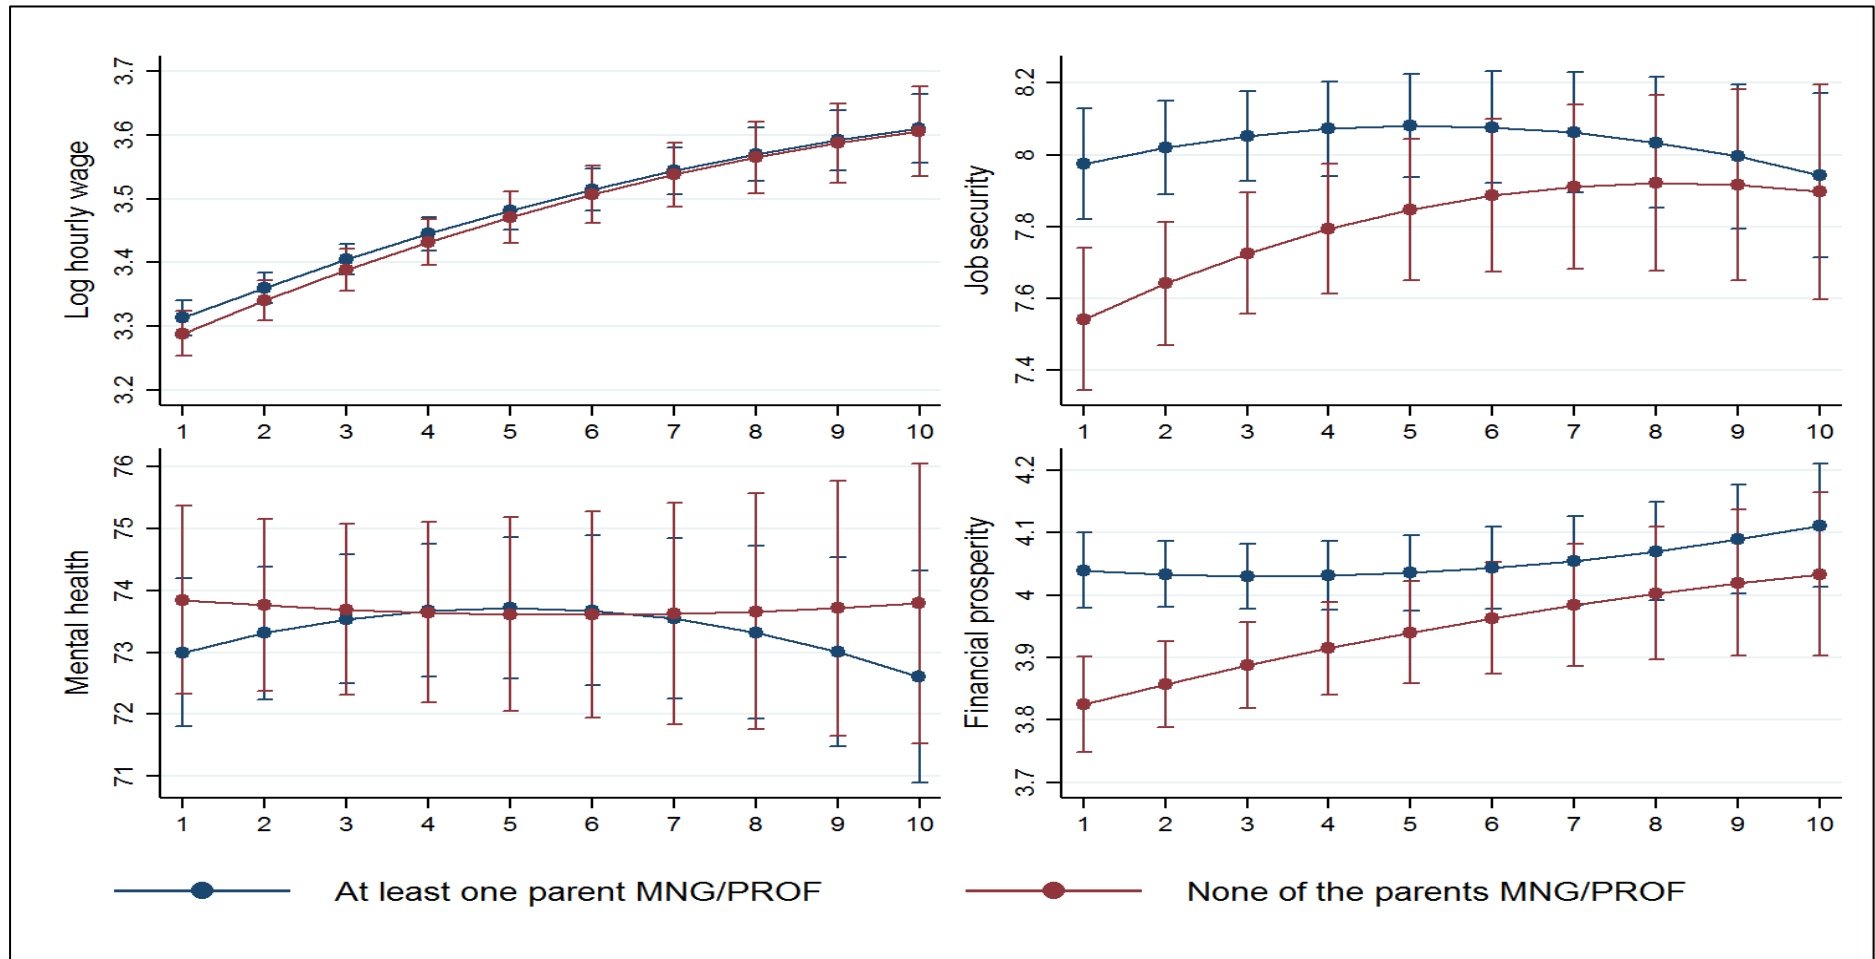 Log hourly wage
3.7
3.6
3.5
3.4
3.3
3.2
1 2 3 4 5 6 7 8 9 10
Job security
8.2
8
7.8
7.6
7.4
1 2 3 4 5 6 7 8 9 10
Mental health
76
75
74
73
72
71
1 2 3 4 5 6 7 8 9 10
Financial prosperity
4.2
4.1
4
3.9
3.8
3.7
1 2 3 4 5 6 7 8 9 10
At least one parent MNG/PROF
None of the parents MNG/PROF